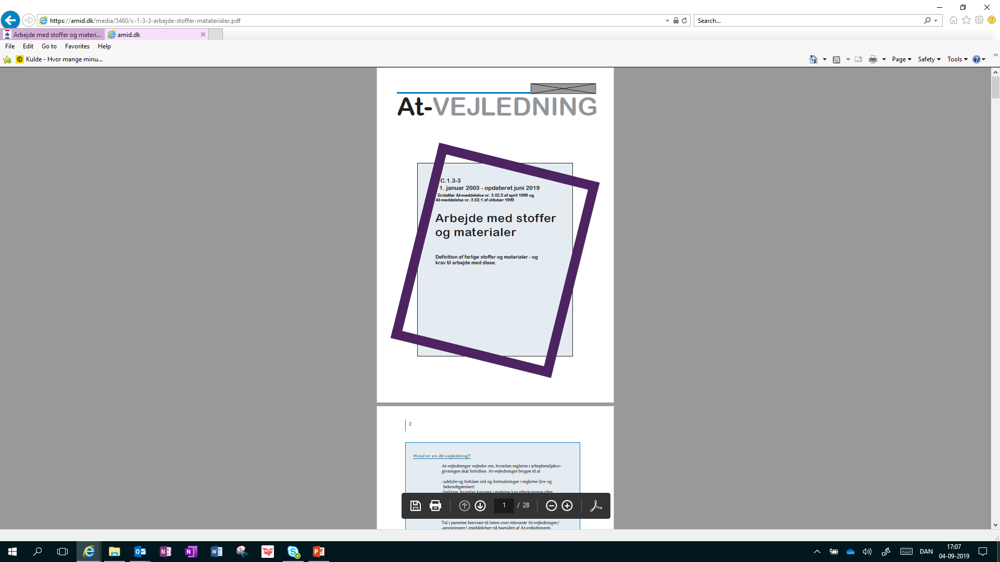 https://amid.dk/media/5460/c-1-3-3-arbejde-stoffer-mataterialer.pdf
Search...
Arbejde med stoffer og materi...
amid.dk
File Edit Go to Favorites Help
Kulde - Hvor mange minu...
Page Safety Tools
At-VEJLEDNING
C.1.3-3
1. januar 2003 - opdateret juni 2019
Erstatter At-meddelelse nr. 3.02.5 af april 1989 og
At-meddelelse nr. 3.02.1 af oktober 1999
Arbejde med stoffer
og materialer
Definition af farlige stoffer og materialer - og
krav til arbejde med disse.
2
Hvad er en At-vejledning?
At-vejledninger vejleder om, hvordan reglerne i arbejdsmiljølov-
givningen skal fortolkes. At-vejledninger bruges til at
uddybe og forklare ord og formuleringer i reglerne (lov og
bekendtgørelser)
forklare, hvordan kravene i reglerne kan efterkommes efter
1 / 28
Tal i parentes henviser til listen over relevante At-vejledninger/
-anvisninger/-meddelelser på bagsiden af At-vejledningen.
DAN
17:07
04-09-2019